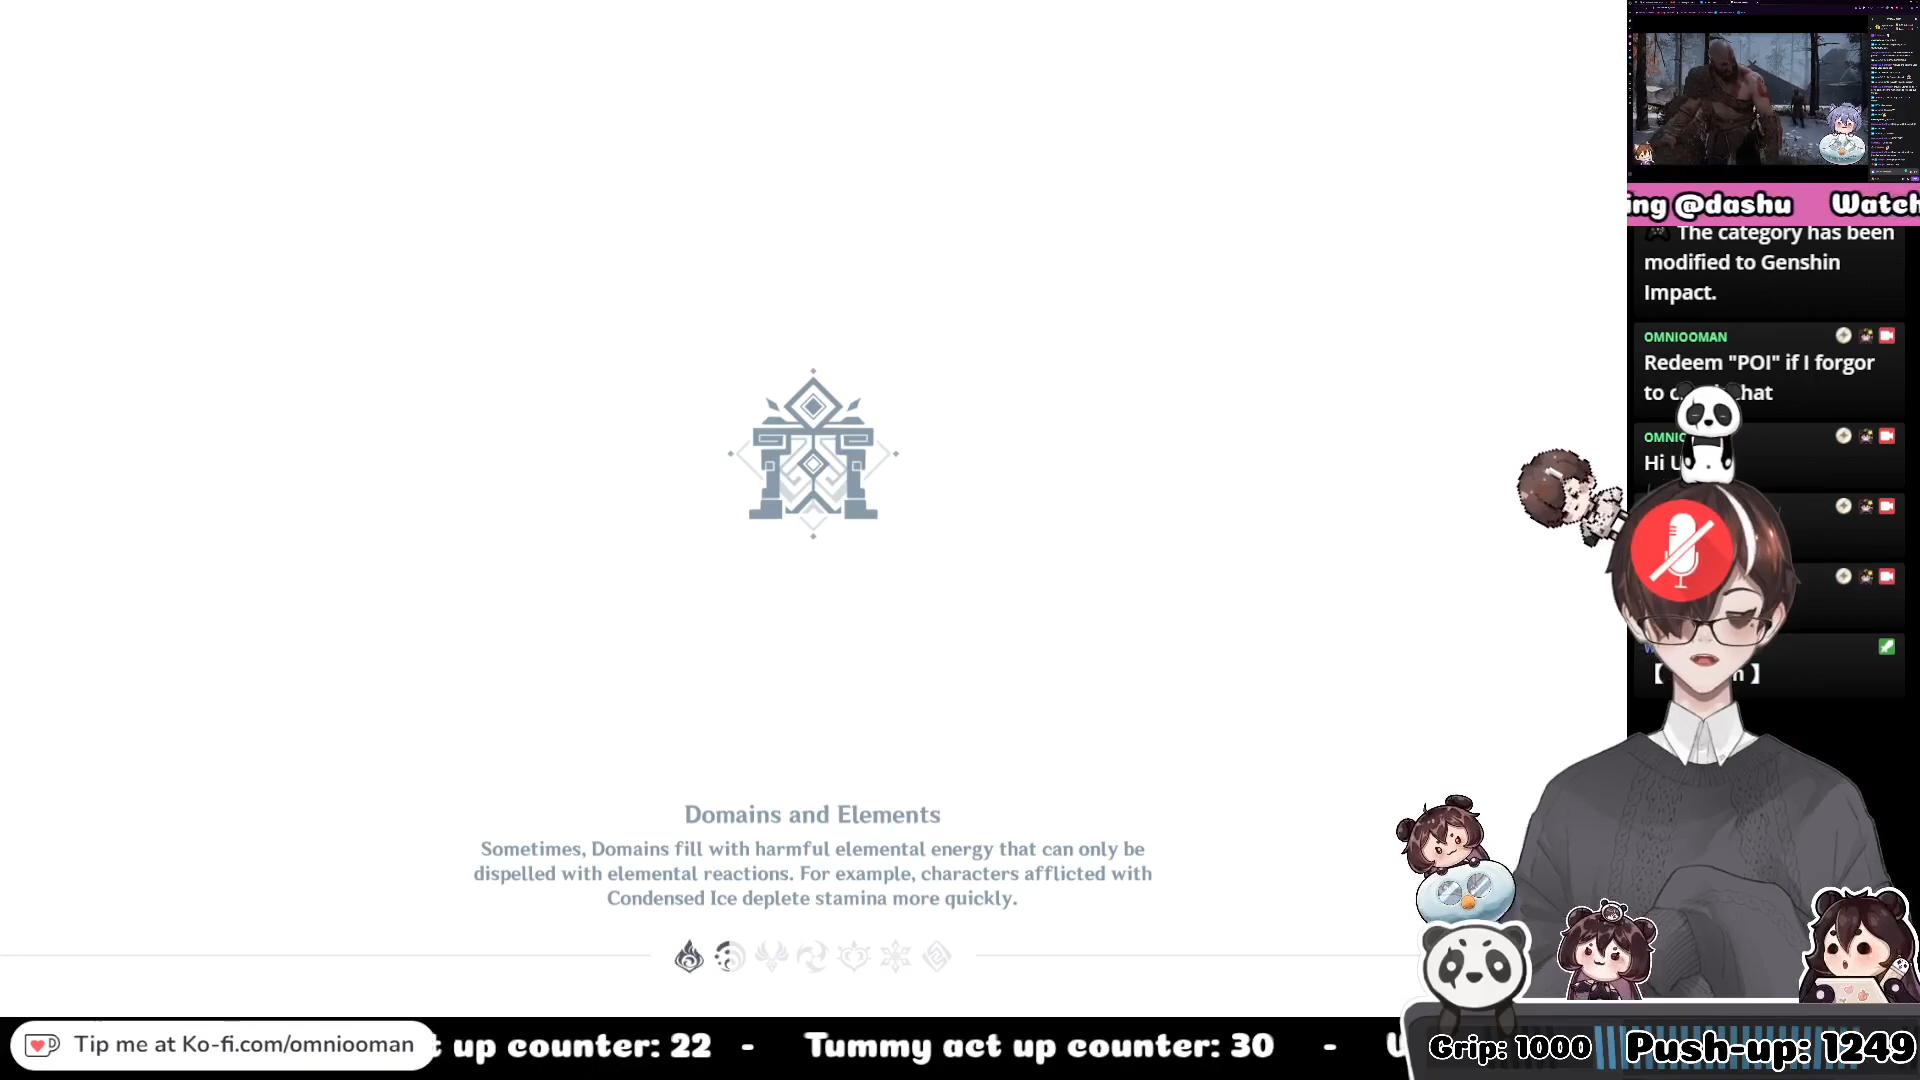 ing @dashu Watch
The category has been
modified to Genshin
Impact.
OMNIOOMAN
Redeem "POI" if I forgor
to hat
Hi
Domains and Elements
Sometimes, Domains fill with harmful elemental energy that can only be
dispelled with elemental reactions. For example, characters afflicted with
Condensed Ice deplete stamina more quickly.
Tip me at Ko-fi.com/omniooman
t up counter: 22 - Tummy act up counter: 30 -
Grip: 1000
Push-up: 1249